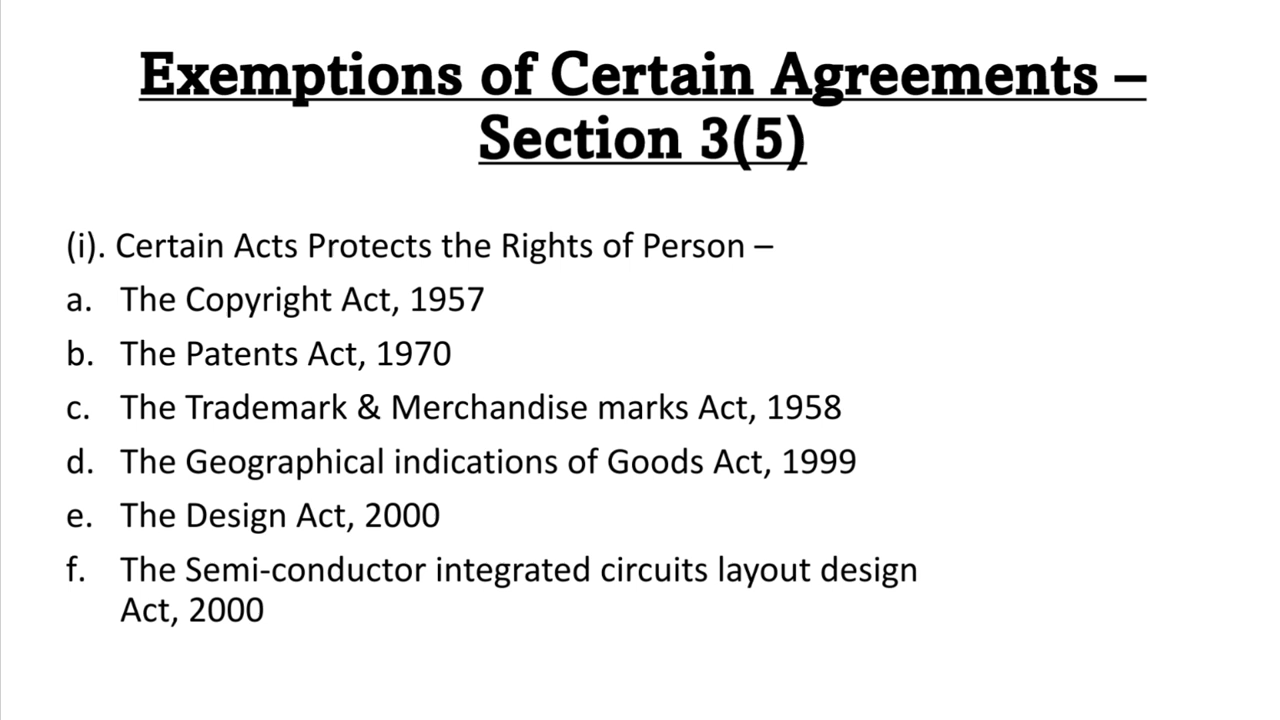 Exemptions of Certain Agreements –
Section 3(5)
(i). Certain Acts Protects the Rights of Person –
a. The Copyright Act, 1957
b. The Patents Act, 1970
c. The Trademark & Merchandise marks Act, 1958
d. The Geographical indications of Goods Act, 1999
e. The Design Act, 2000
f. The Semi-conductor integrated circuits layout design
Act, 2000